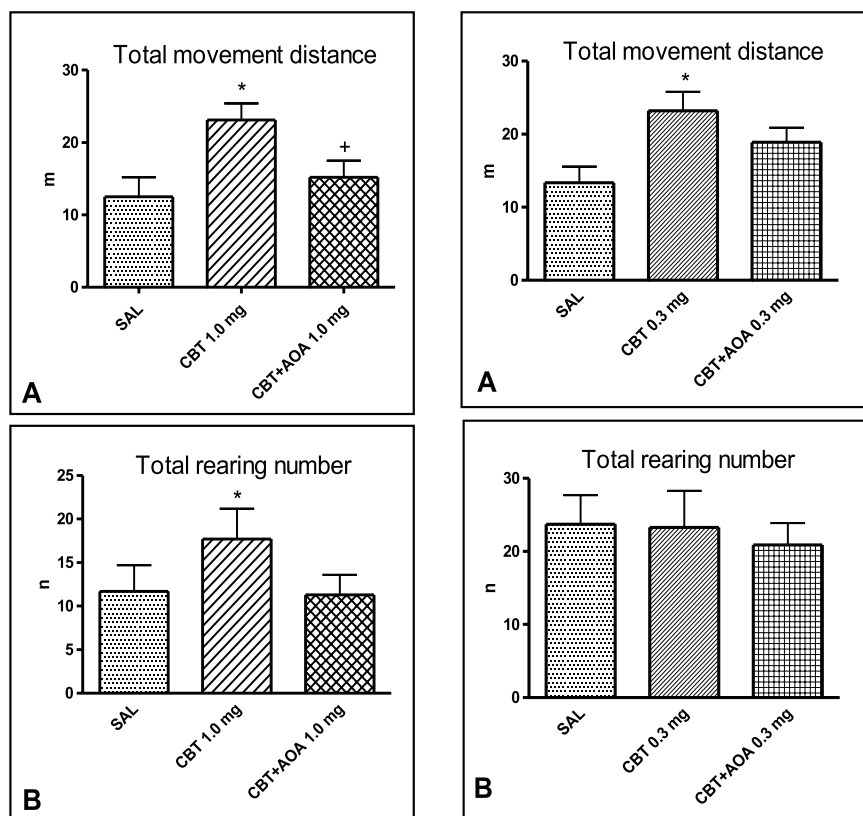 Total movement distance
*
+
30
20
10
0
m
SAL
CBT 1.0 mg
CBT+AOA 1.0 mg
A
Total movement distance
*
30
20
10
0
m
SAL
CBT 0.3 mg
CBT+AOA 0.3 mg
A
Total rearing number
*
25
20
15
10
5
0
n
SAL
CBT 1.0 mg
CBT+AOA 1.0 mg
B
Total rearing number
30
20
10
0
n
SAL
CBT 0.3 mg
CBT+AOA 0.3 mg
B